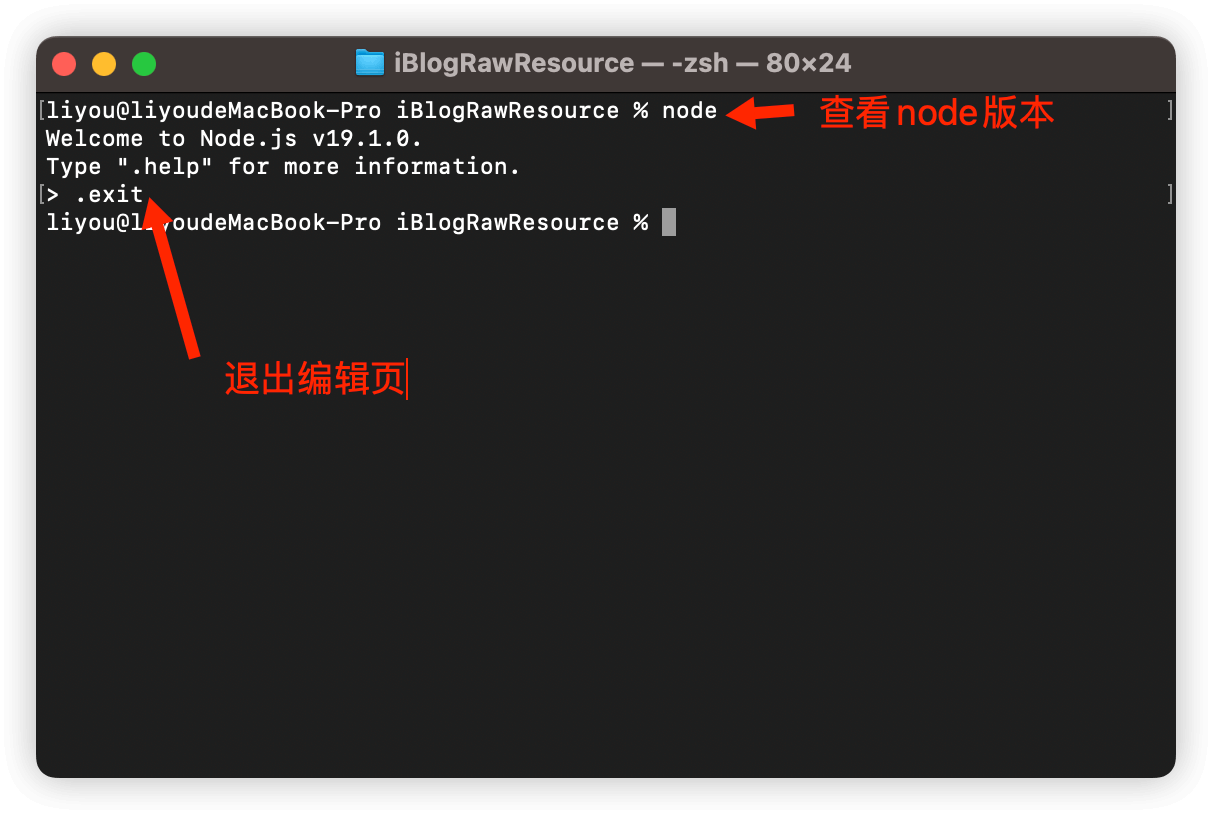 iBlogRawResource — -zsh — 80×24
[liyou@liyoudeMacBook-Pro iBlogRawResource % node ]
查看node版本
Welcome to Node.js v19.1.0.
Type ".help" for more information.
[> .exit ]
liyou@liyoudeMacBook-Pro iBlogRawResource %
退出编辑页